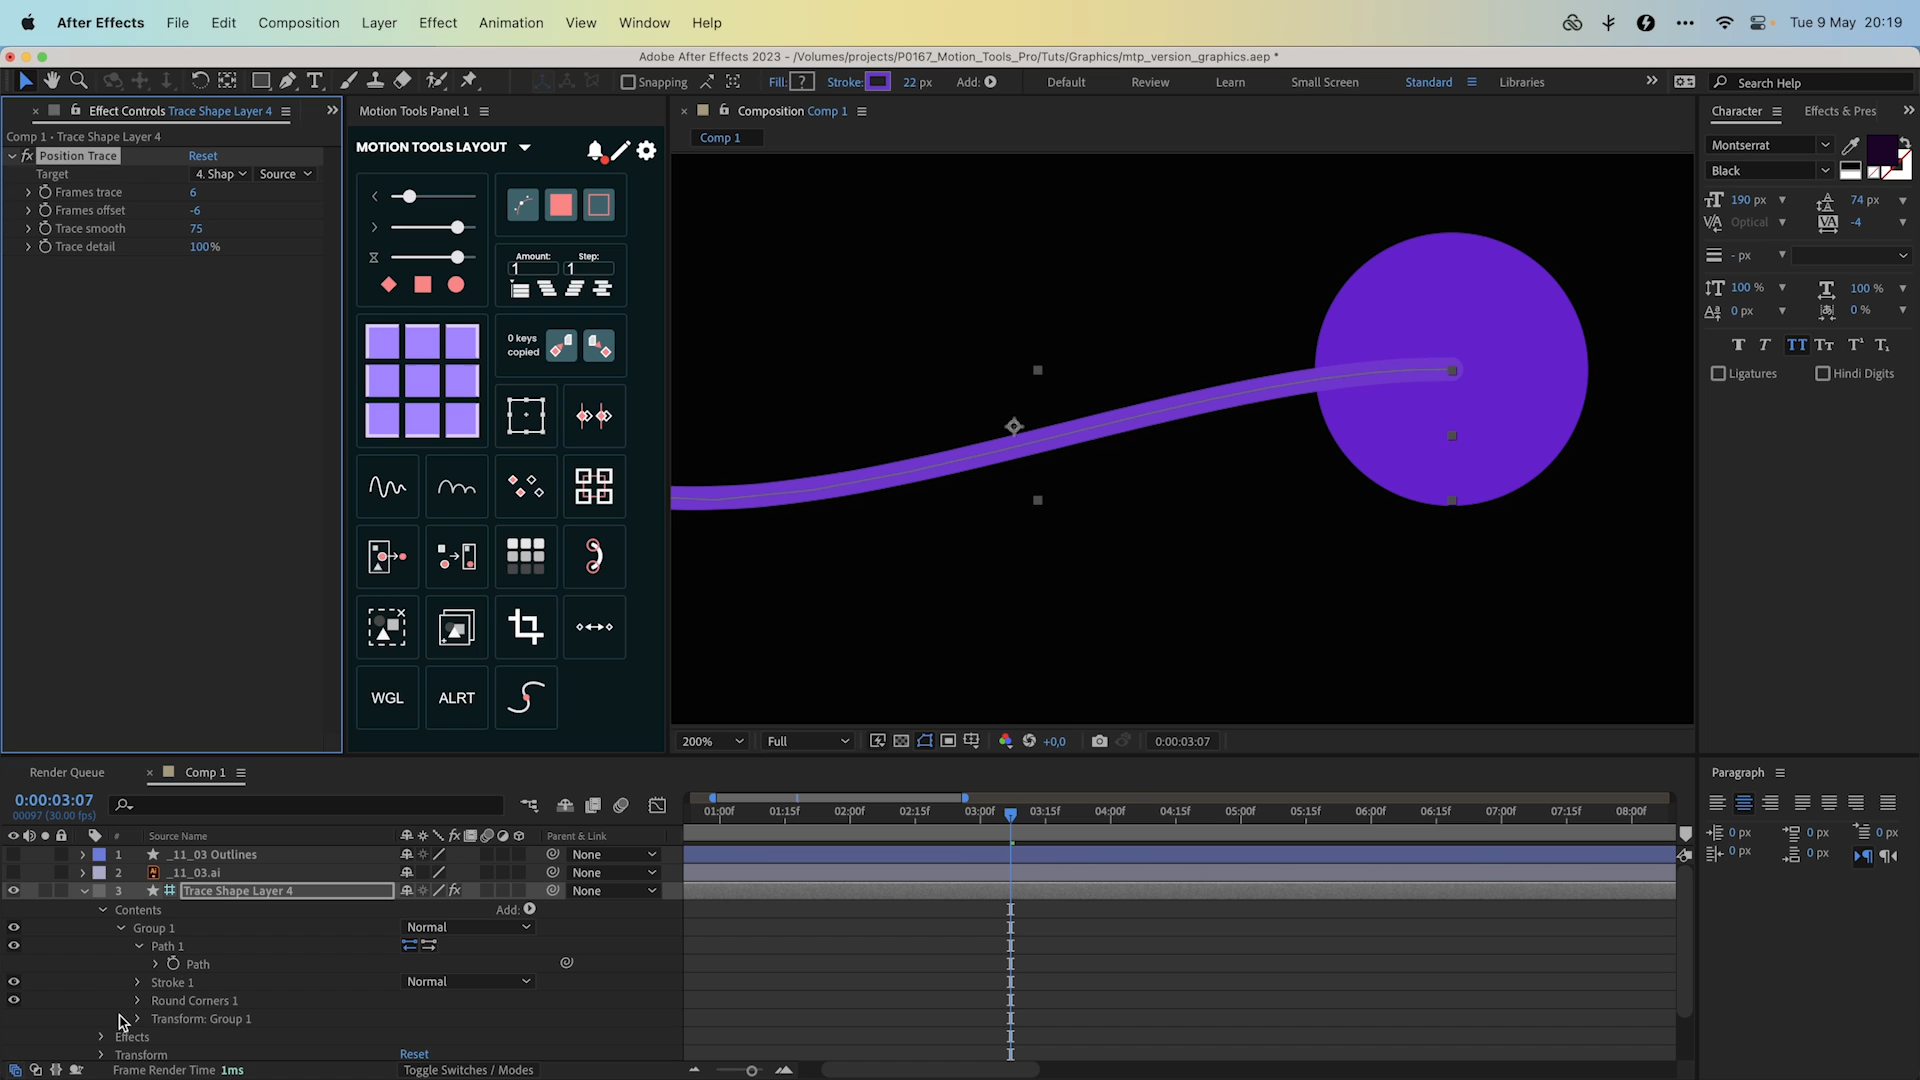 After Effects File Edit Composition Layer Effect Animation View Window Help
Tue 9 May 20:19
Adobe After Effects 2023 - /Volumes/projects/P0167_Motion_Tools_Pro/Tuts/Graphics/mtp_version_graphics.aep *
Snapping
Fill: ? Stroke: 22 px Add:
Default Review Learn Small Screen Standard Libraries
Search Help
Effect Controls Trace Shape Layer 4
Comp 1 • Trace Shape Layer 4
fx Position Trace Reset
Target 4. Shap Source
Frames trace 6
Frames offset -6
Trace smooth 75
Trace detail 100%
Motion Tools Panel 1
MOTION TOOLS LAYOUT
Amount: Step:
1 1
0 keys
copied
WGL ALRT
Composition Comp 1
Comp 1
200% Full +0,0 0:00:03:07
Character Effects & Pres
Montserrat
Black
190 px 74 px
Optical -4
- px
100 % 100 %
0 px 0 %
T T TT Tт T¹ T₁
Ligatures Hindi Digits
Paragraph
0 px 0 px 0 px
0 px 0 px
Render Queue Comp 1
0:00:03:07
00097 (30.00 fps)
# Source Name fx Parent & Link
01:00f 01:15f 02:00f 02:15f 03:00f 03:15f 04:00f 04:15f 05:00f 05:15f 06:00f 06:15f 07:00f 07:15f 08:00f
1 _11_03 Outlines None
2 Ai _11_03.ai None
3 Trace Shape Layer 4 fx None
Contents Add:
Group 1 Normal
Path 1
Path
Stroke 1 Normal
Round Corners 1
Transform: Group 1
Effects
Transform Reset
Frame Render Time 1ms Toggle Switches / Modes